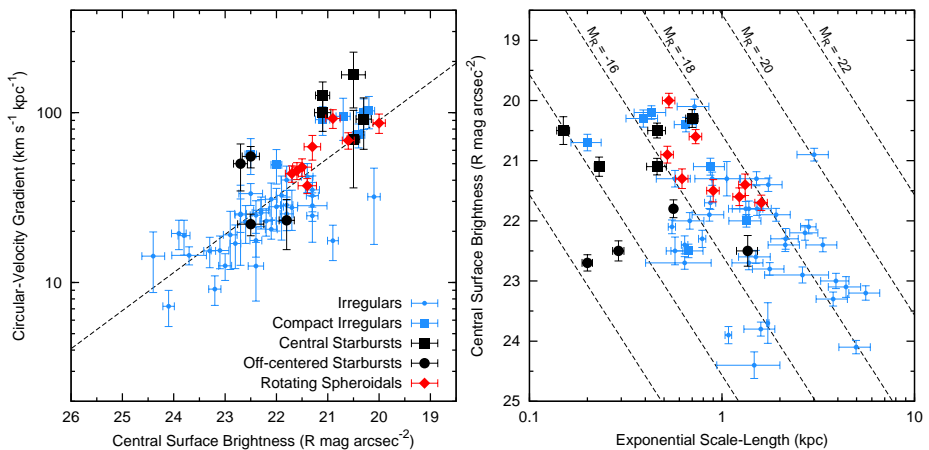 Circular-Velocity Gradient (km s⁻¹ kpc⁻¹)
100
10
Irregulars
Compact Irregulars
Central Starbursts
Off-centered Starbursts
Rotating Spheroidals
26 25 24 23 22 21 20 19
Central Surface Brightness (R mag arcsec⁻²)
Central Surface Brightness (R mag arcsec⁻²)
19
20
21
22
23
24
25
M_R = -16
M_R = -18
M_R = -20
M_R = -22
0.1 1 10
Exponential Scale-Length (kpc)